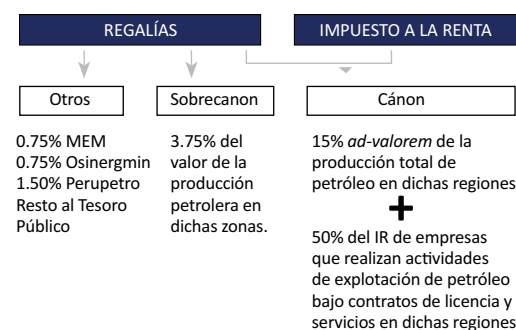 REGALÍAS
IMPUESTO A LA RENTA
Otros
Sobrecanon
Cánon
0.75% MEM
0.75% Osinergmin
1.50% Perupetro
Resto al Tesoro
Público
3.75% del
valor de la
producción
petrolera en
dichas zonas.
15% ad-valorem de la
producción total de
petróleo en dichas regiones
+
50% del IR de empresas
que realizan actividades
de explotación de petróleo
bajo contratos de licencia y
servicios en dichas regiones